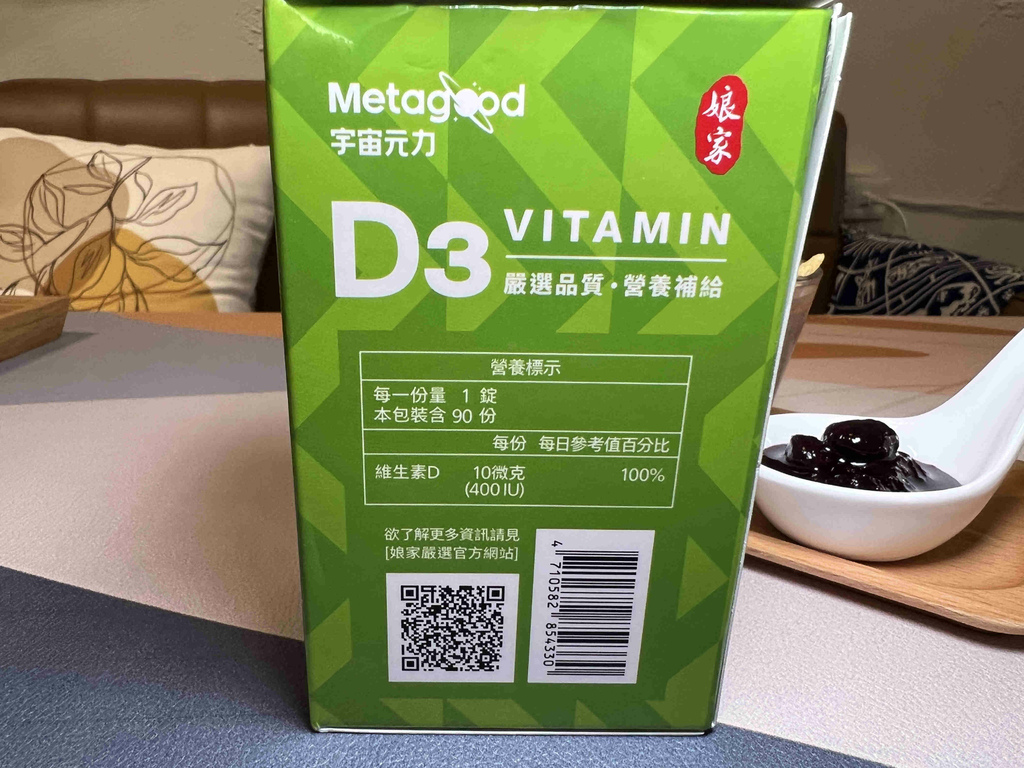 Metagood
宇宙元力
娘家
D3 VITAMIN
嚴選品質・營養補給
營養標示
每一份量 1 錠
本包裝含 90 份
每份 每日參考值百分比
維生素D 10微克 100%
(400 IU)
欲了解更多資訊請見
[娘家嚴選官方網站]
4 710582 854330